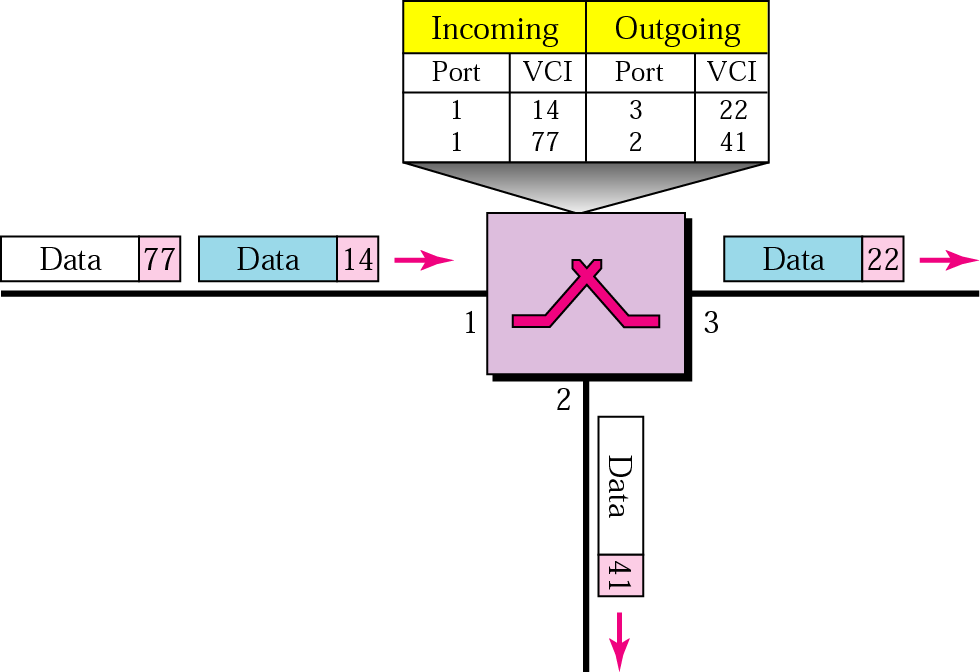 Incoming Outgoing
Port VCI Port VCI
1 14 3 22
1 77 2 41
Data 77 Data 14 Data 22
1 3
2
Data 41